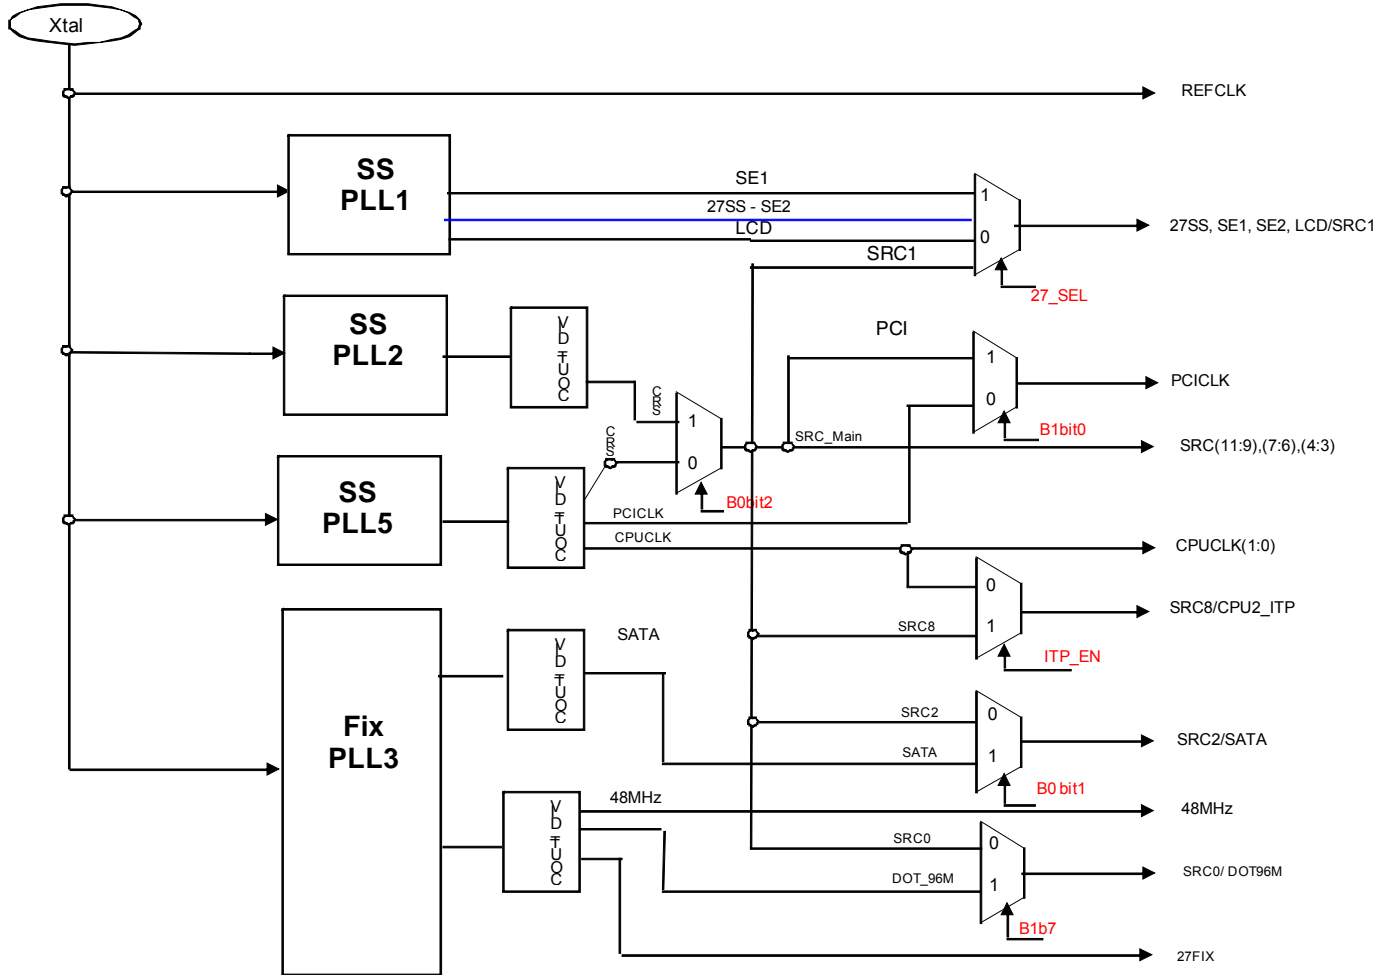 Xtal
REFCLK
SS
PLL1
SE1
27SS - SE2
LCD
SRC1
1
0
27SS, SE1, SE2, LCD/SRC1
27_SEL
SS
PLL2
PCI
1
0
PCICLK
B1bit0
CRS
1
0
SRC_Main
SRC(11:9),(7:6),(4:3)
CRS
B0bit2
SS
PLL5
PCICLK
CPUCLK
CPUCLK(1:0)
0
1
SRC8
SRC8/CPU2_ITP
ITP_EN
SATA
Fix
PLL3
SRC2
0
SATA
1
SRC2/SATA
B0bit1
48MHz
48MHz
SRC0
0
DOT_96M
1
SRC0/ DOT96M
B1b7
27FIX